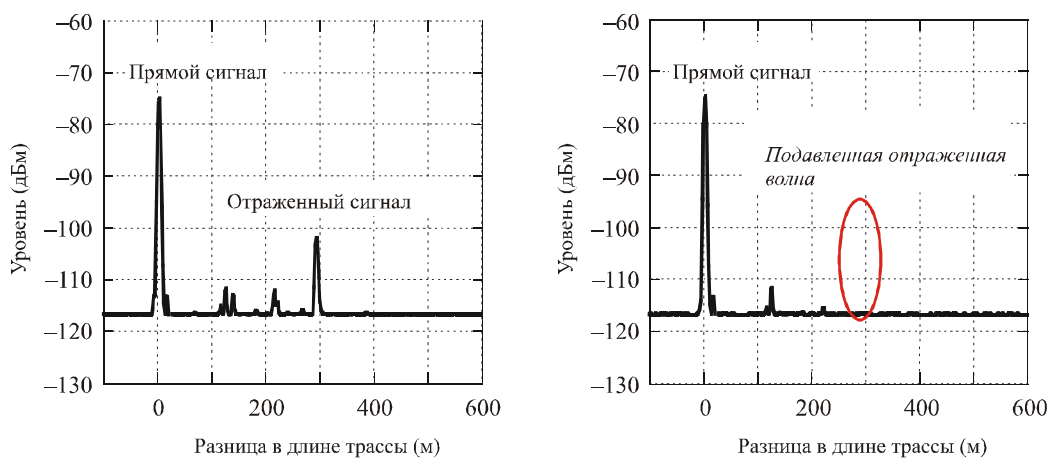 –60
–70
–80
–90
–100
–110
–120
–130
Уровень (дБм)
Прямой сигнал
Отраженный сигнал
0
200
400
600
Разница в длине трассы (м)
–60
–70
–80
–90
–100
–110
–120
–130
Уровень (дБм)
Прямой сигнал
Подавленная отраженная
волна
0
200
400
600
Разница в длине трассы (м)